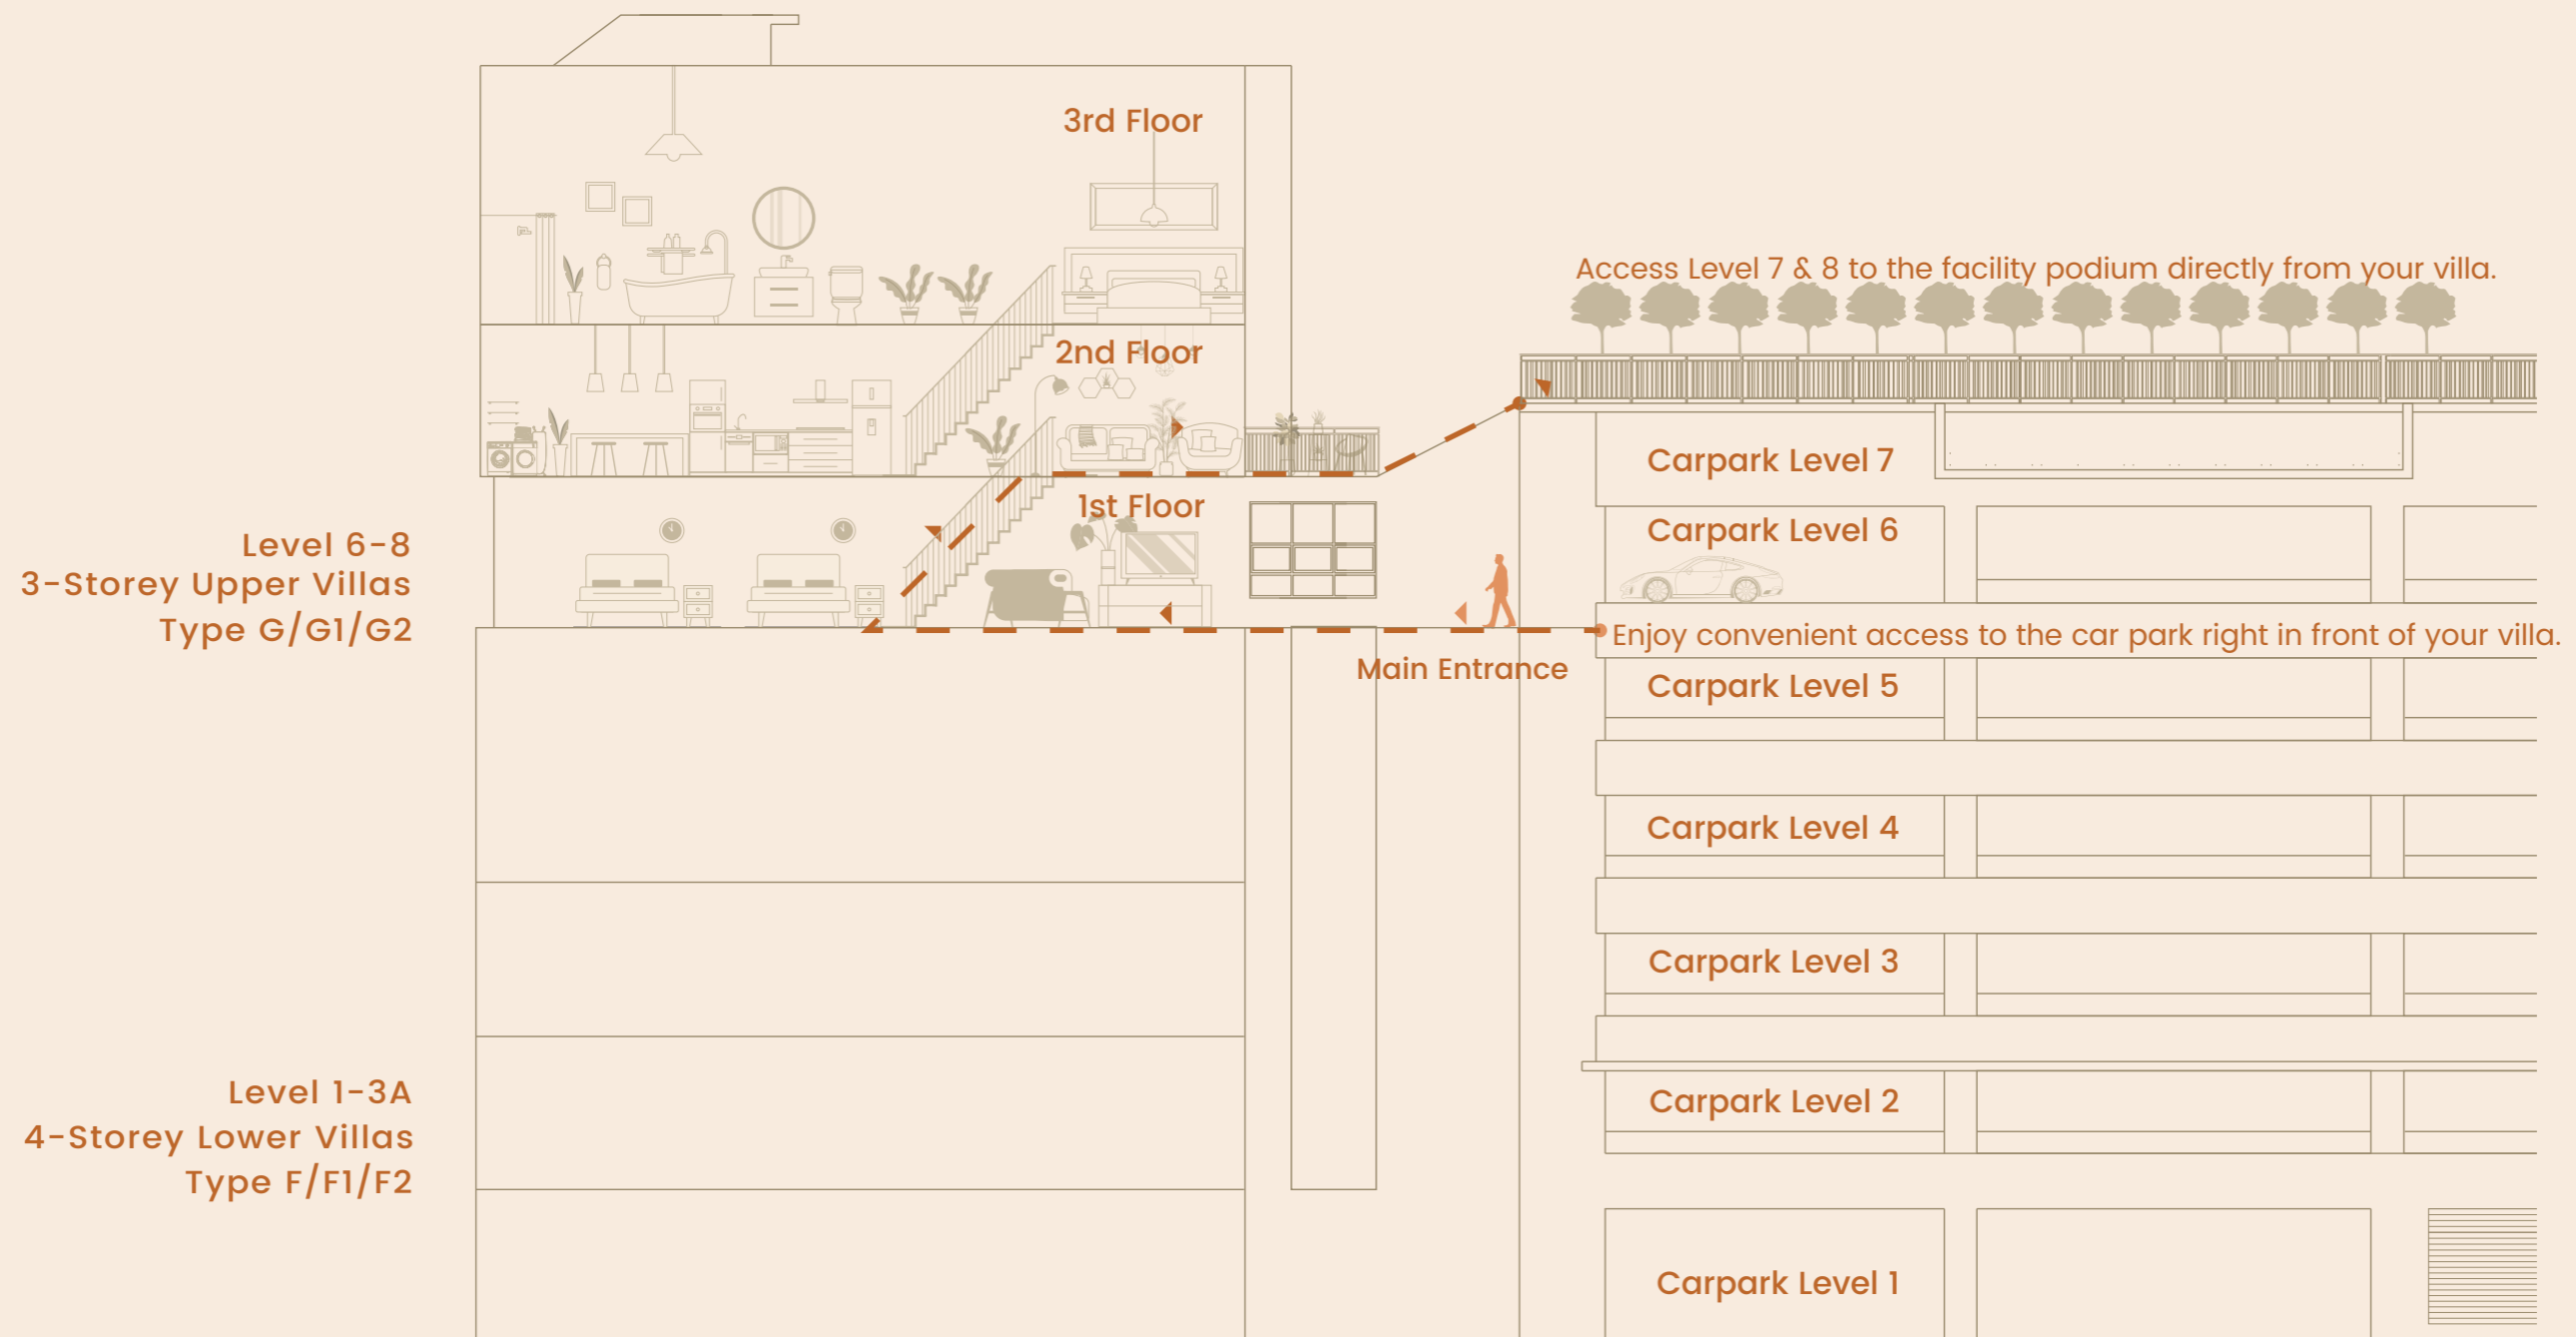 3rd Floor
Access Level 7 & 8 to the facility podium directly from your villa.
2nd Floor
Carpark Level 7
1st Floor
Carpark Level 6
Level 6-8
3-Storey Upper Villas
Type G/G1/G2
Enjoy convenient access to the car park right in front of your villa.
Main Entrance
Carpark Level 5
Carpark Level 4
Carpark Level 3
Level 1-3A
4-Storey Lower Villas
Type F/F1/F2
Carpark Level 2
Carpark Level 1